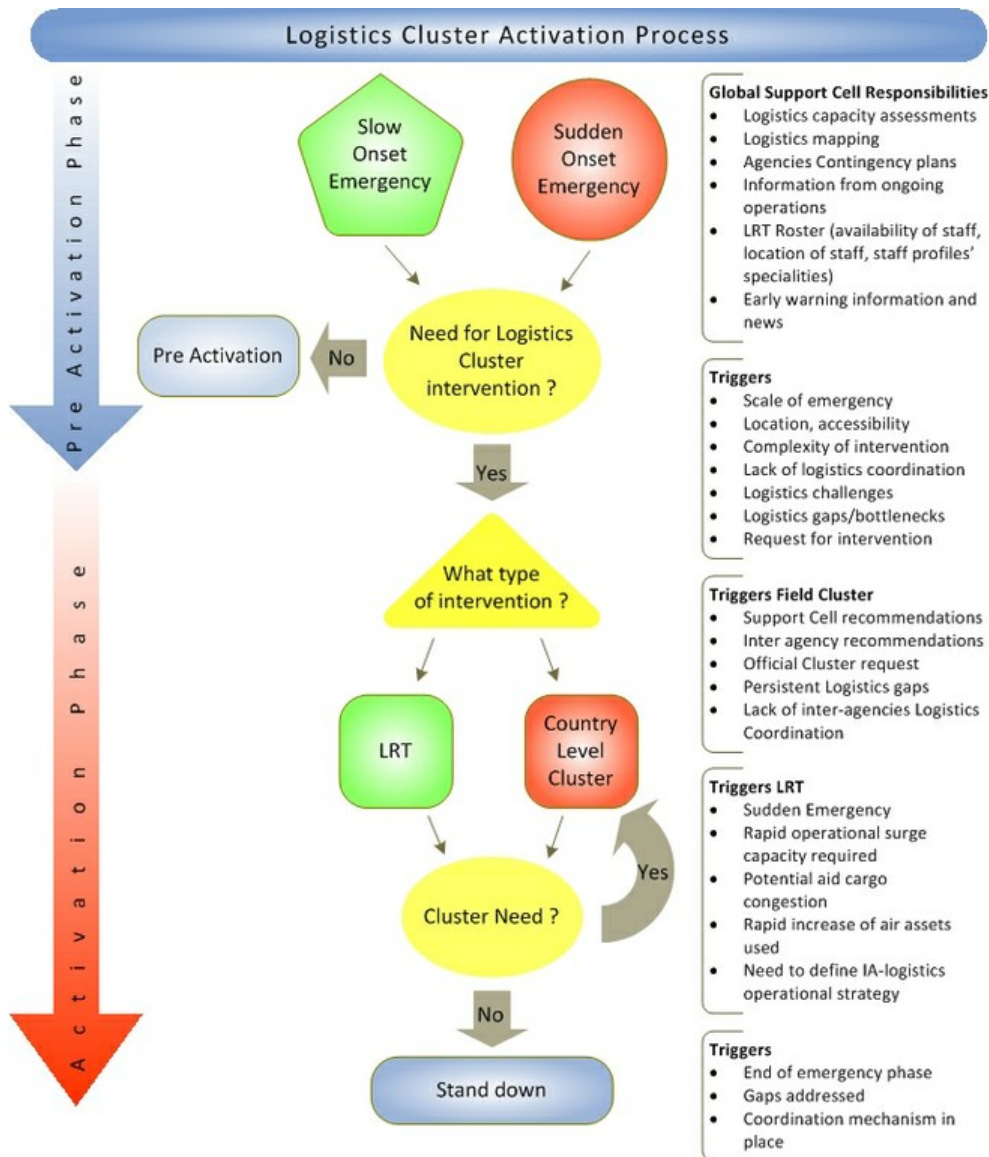 Logistics Cluster Activation Process
Pre Activation Phase
Activation Phase
Slow
Onset
Emergency
Sudden
Onset
Emergency
Need for Logistics
Cluster
intervention ?
No
Pre Activation
Yes
What type
of intervention ?
LRT
Country
Level
Cluster
Cluster Need ?
Yes
No
Stand down
Global Support Cell Responsibilities
• Logistics capacity assessments
• Logistics mapping
• Agencies Contingency plans
• Information from ongoing
operations
• LRT Roster (availability of staff,
location of staff, staff profiles'
specialities)
• Early warning information and
news
Triggers
• Scale of emergency
• Location, accessibility
• Complexity of intervention
• Lack of logistics coordination
• Logistics challenges
• Logistics gaps/bottlenecks
• Request for intervention
Triggers Field Cluster
• Support Cell recommendations
• Inter agency recommendations
• Official Cluster request
• Persistent Logistics gaps
• Lack of inter-agencies Logistics
Coordination
Triggers LRT
• Sudden Emergency
• Rapid operational surge
capacity required
• Potential aid cargo
congestion
• Rapid increase of air assets
used
• Need to define IA-logistics
operational strategy
Triggers
• End of emergency phase
• Gaps addressed
• Coordination mechanism in
place